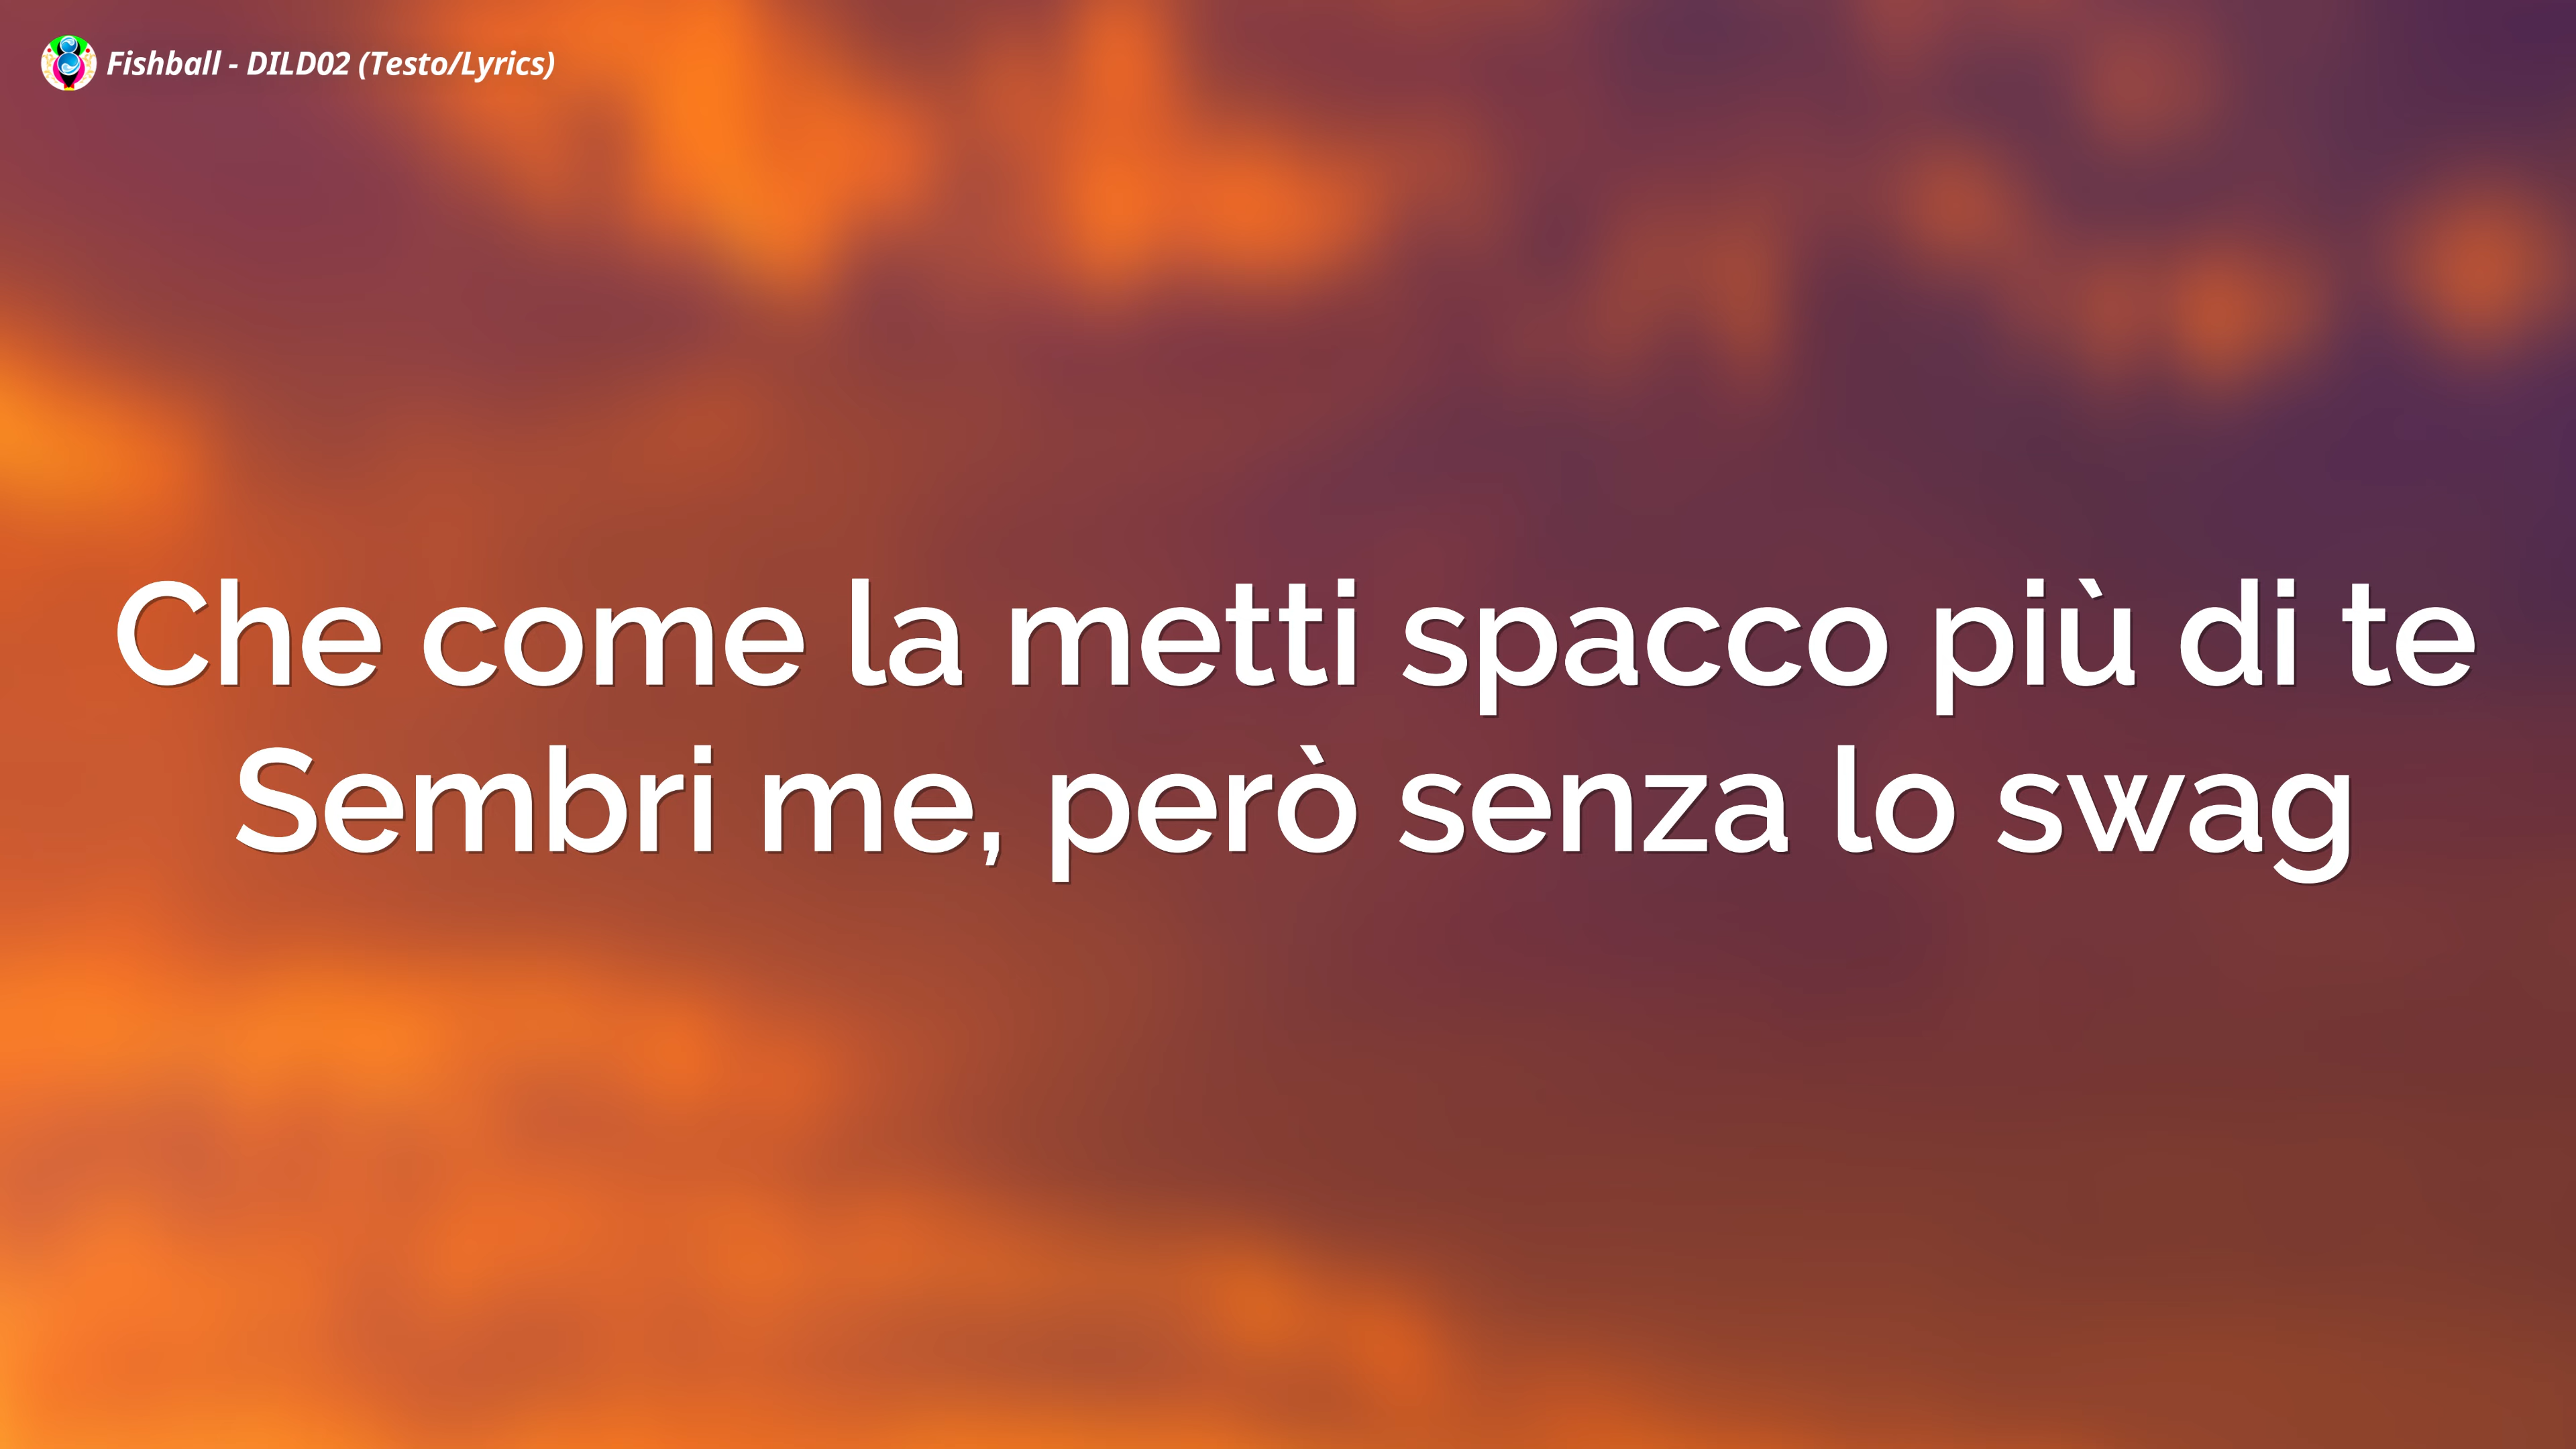 Fishball - DILD02 (Testo/Lyrics)
Che come la metti spacco più di te
Sembri me, però senza lo swag